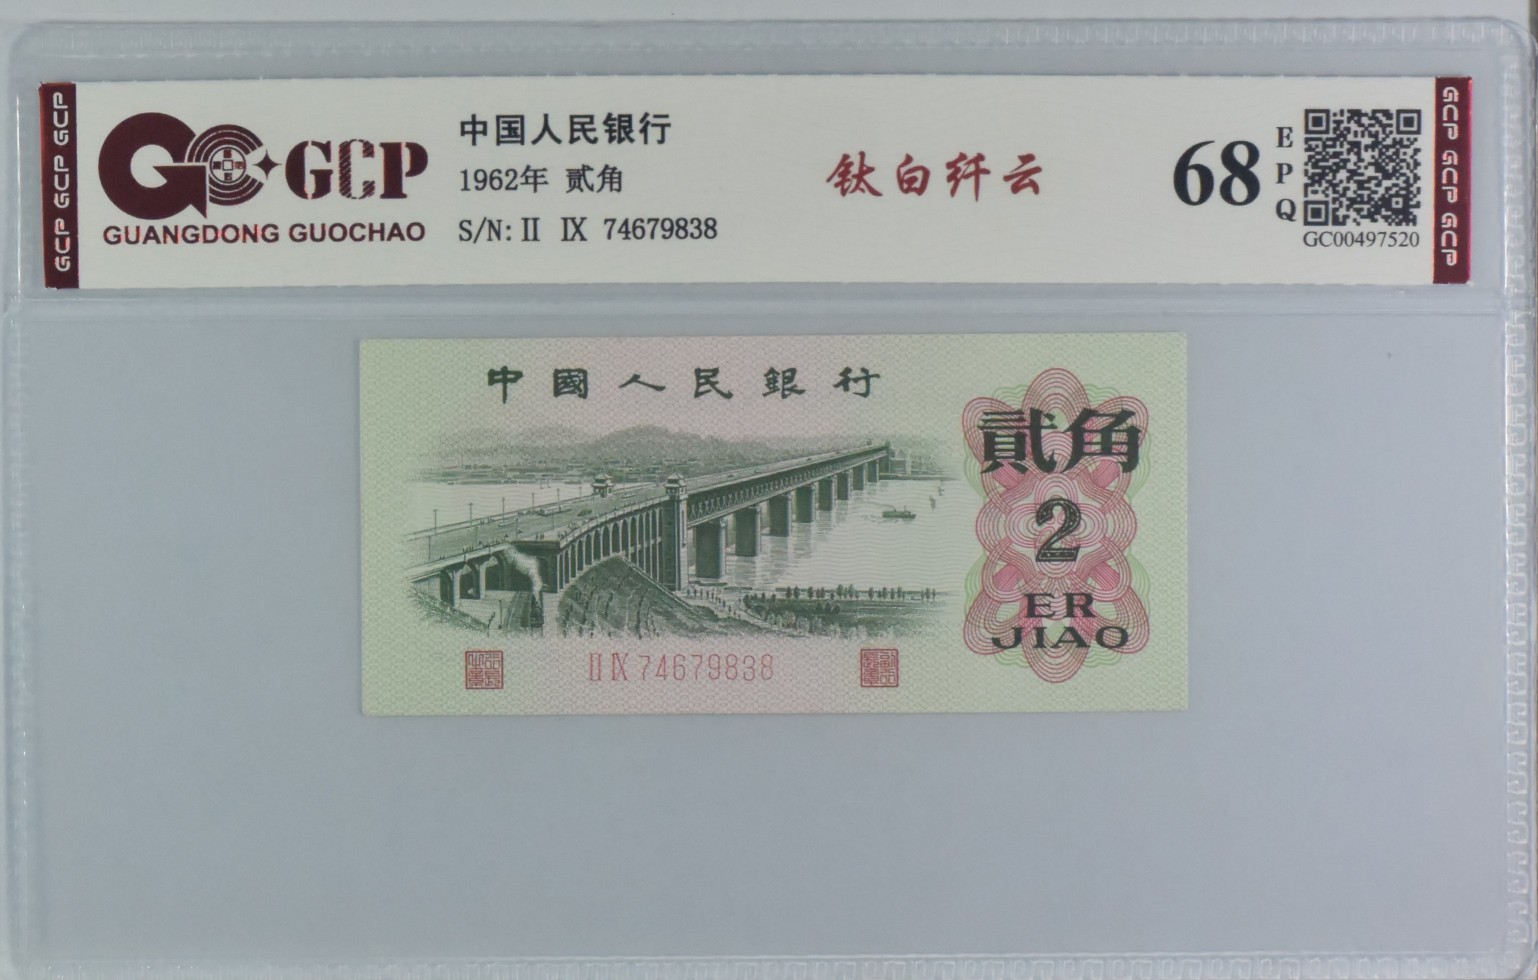 GCP GCP GCP
GCP
GUANGDONG GUOCHAO
中国人民银行
1962年 贰角
S/N: II IX 74679838
钛白纤云
68
E
P
Q
GC00497520
GCP GCP GCP
中國人民銀行
貳角
2
ER
JIAO
II IX 74679838